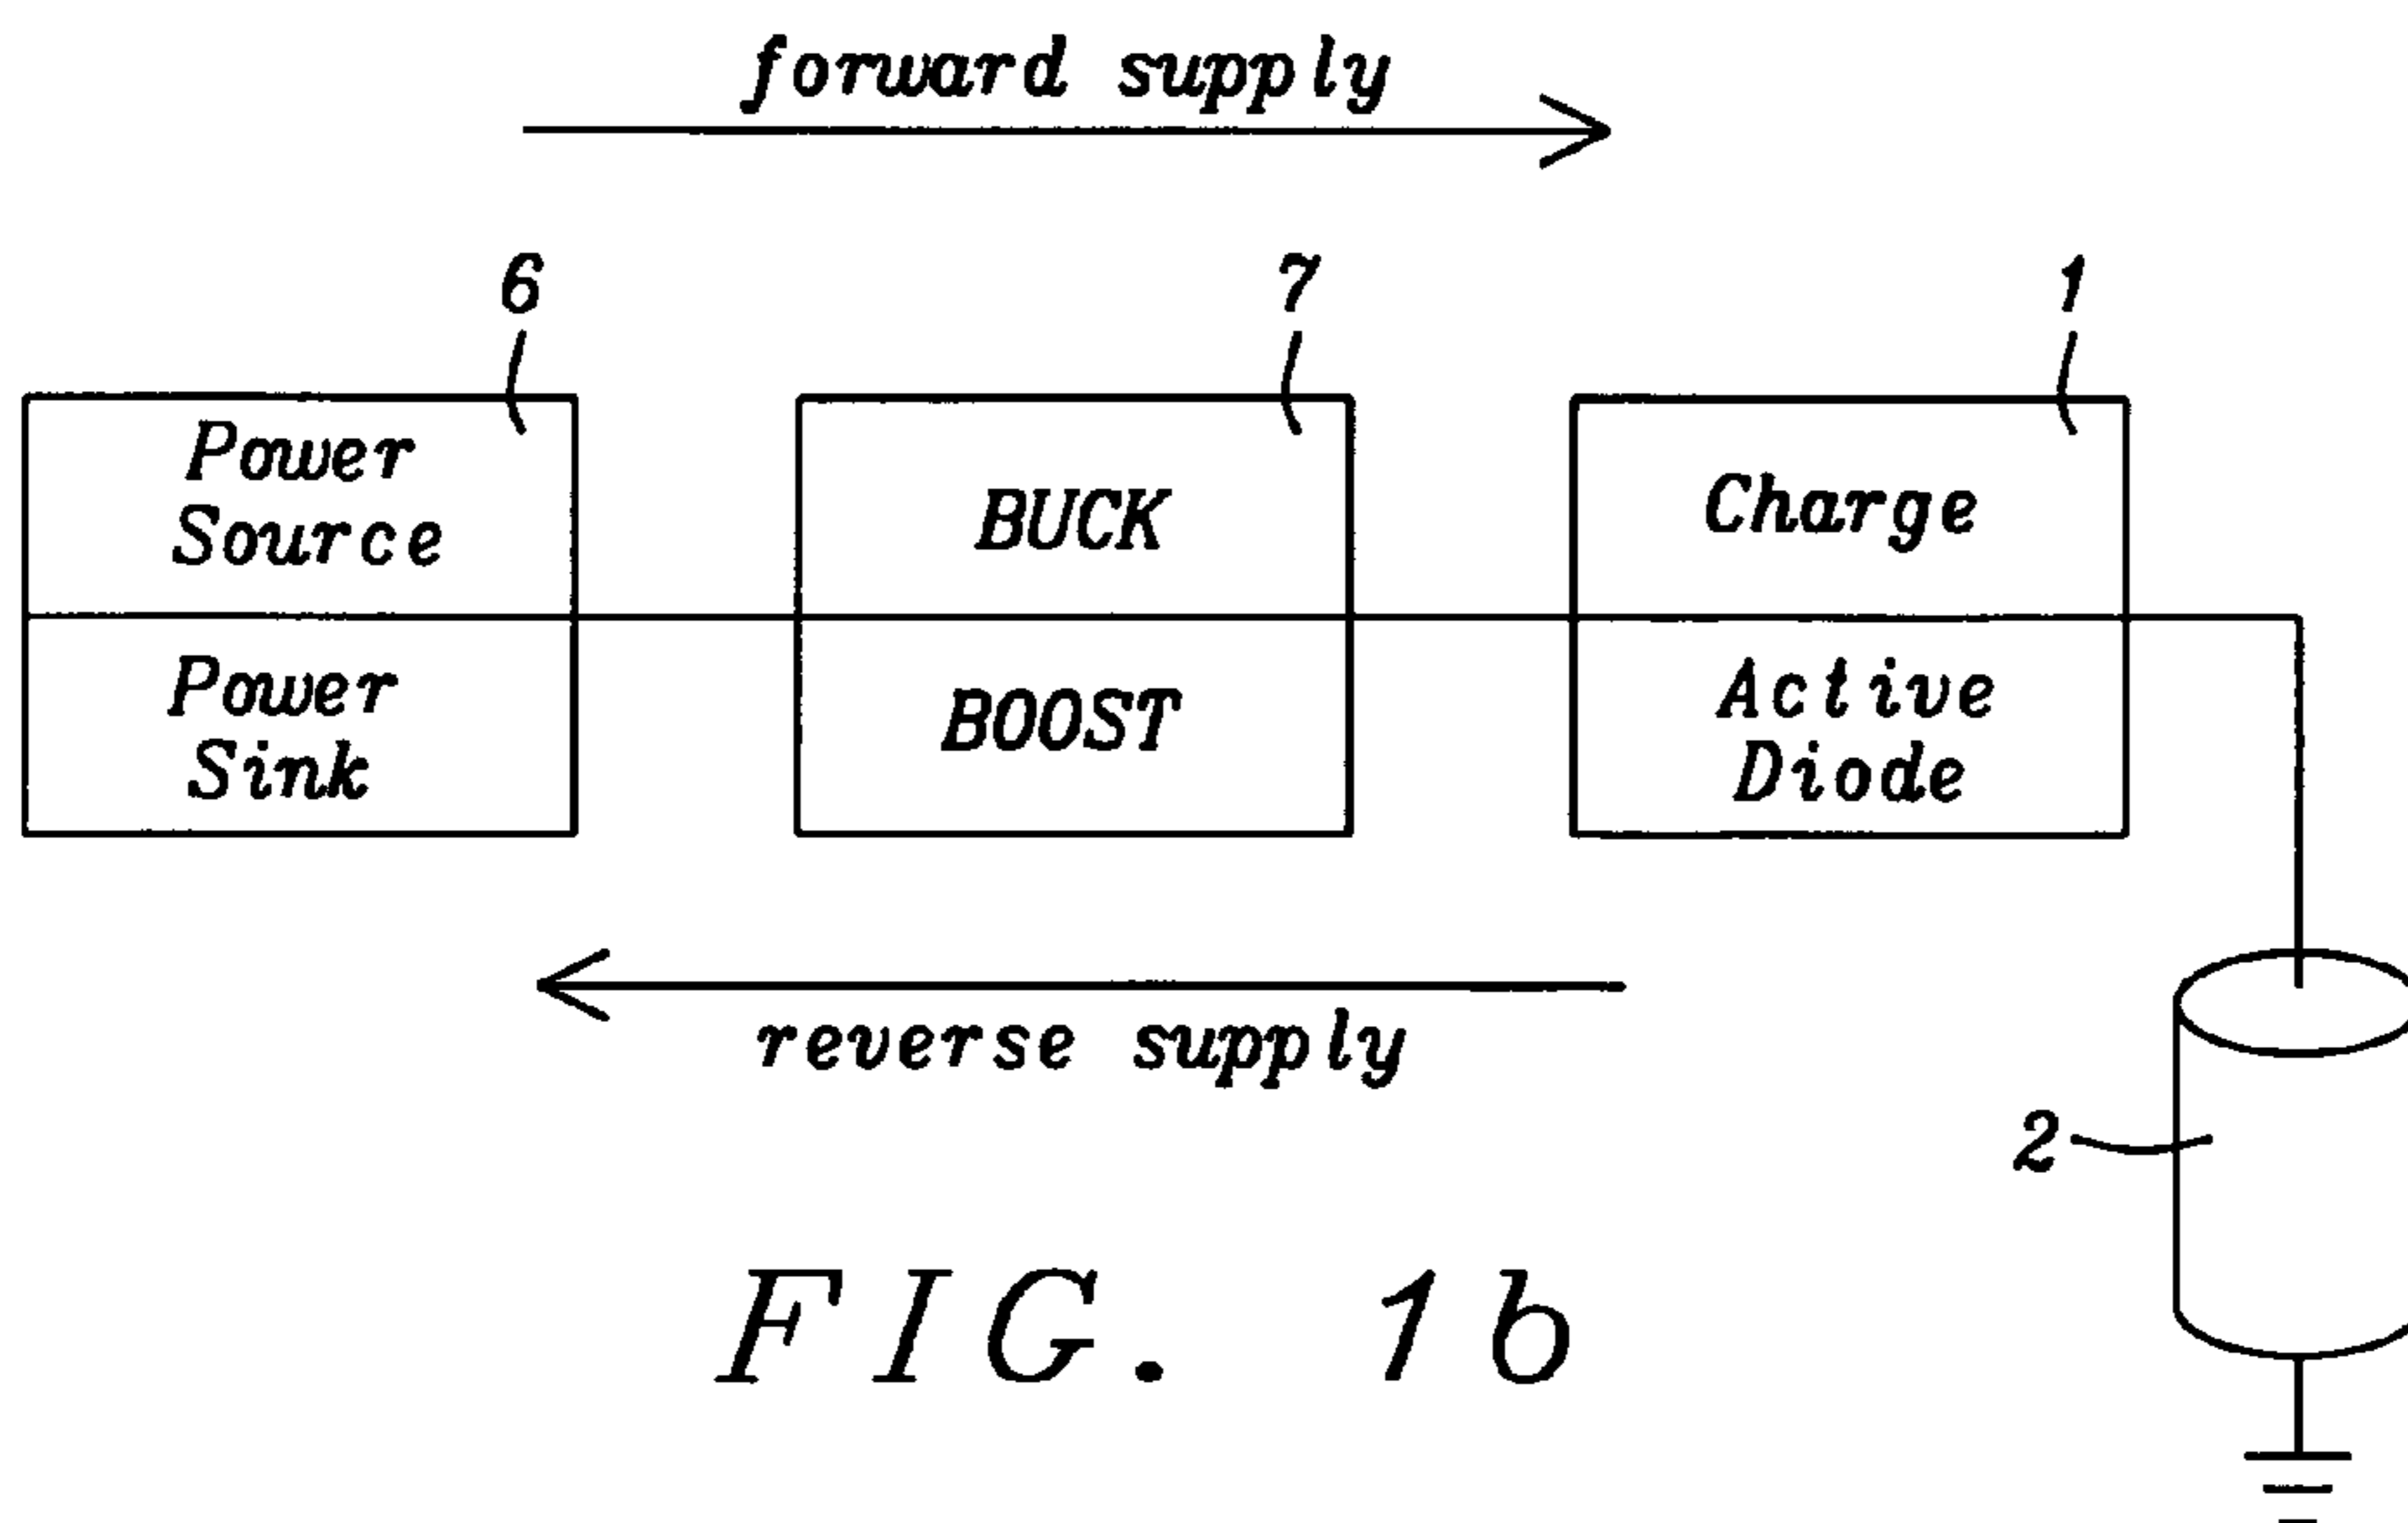 forward supply
6
7
1
Power
Source
BUCK
Charge
Power
Sink
BOOST
Active
Diode
reverse supply
2
FIG. 1b